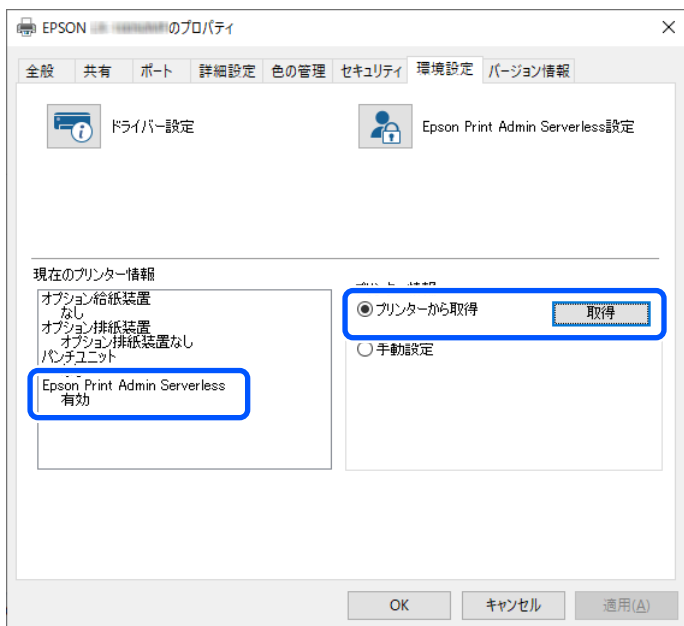 EPSON のプロパティ
全般 共有 ポート 詳細設定 色の管理 セキュリティ 環境設定 バージョン情報
ドライバー設定
Epson Print Admin Serverless設定
現在のプリンター情報
オプション給紙装置
なし
オプション排紙装置
オプション排紙装置なし
パンチユニット
Epson Print Admin Serverless
有効
プリンターから取得
取得
手動設定
OK
キャンセル
適用(A)